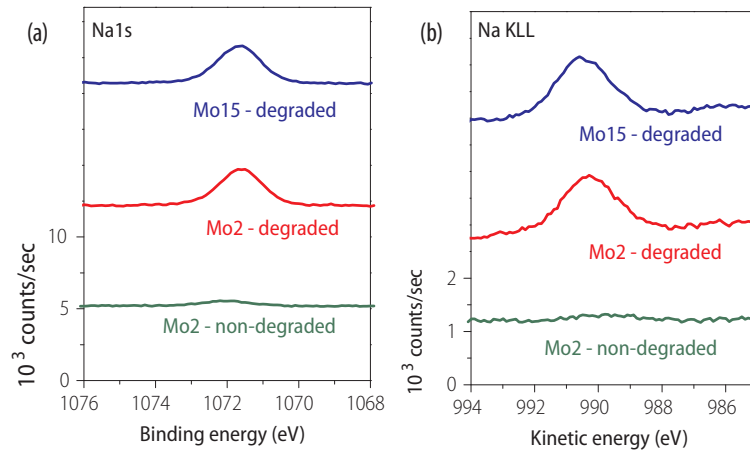 (a)
Na1s
Mo15 - degraded
Mo2 - degraded
Mo2 - non-degraded
10
5
0
10³ counts/sec
1076 1074 1072 1070 1068
Binding energy (eV)
(b)
Na KLL
Mo15 - degraded
Mo2 - degraded
Mo2 - non-degraded
2
1
0
10³ counts/sec
994 992 990 988 986
Kinetic energy (eV)